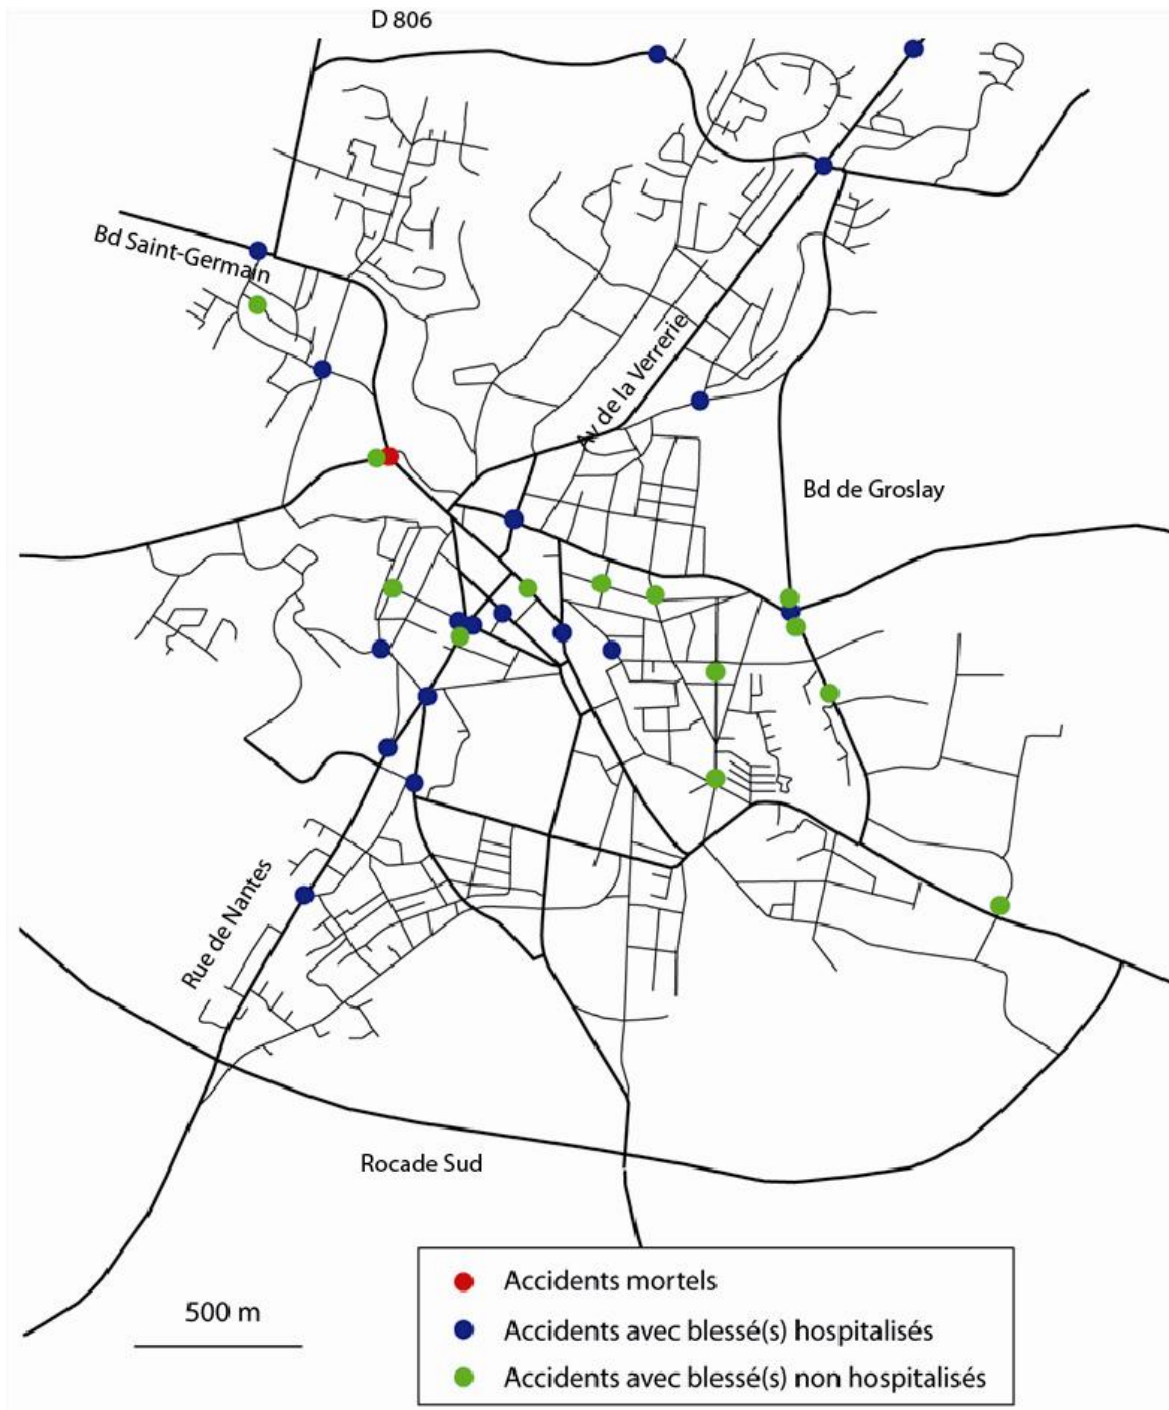 D 806
Bd Saint-Germain
Av de la Verrerie
Bd de Groslay
Rue de Nantes
Rocade Sud
500 m
Accidents mortels
Accidents avec blessé(s) hospitalisés
Accidents avec blessé(s) non hospitalisés